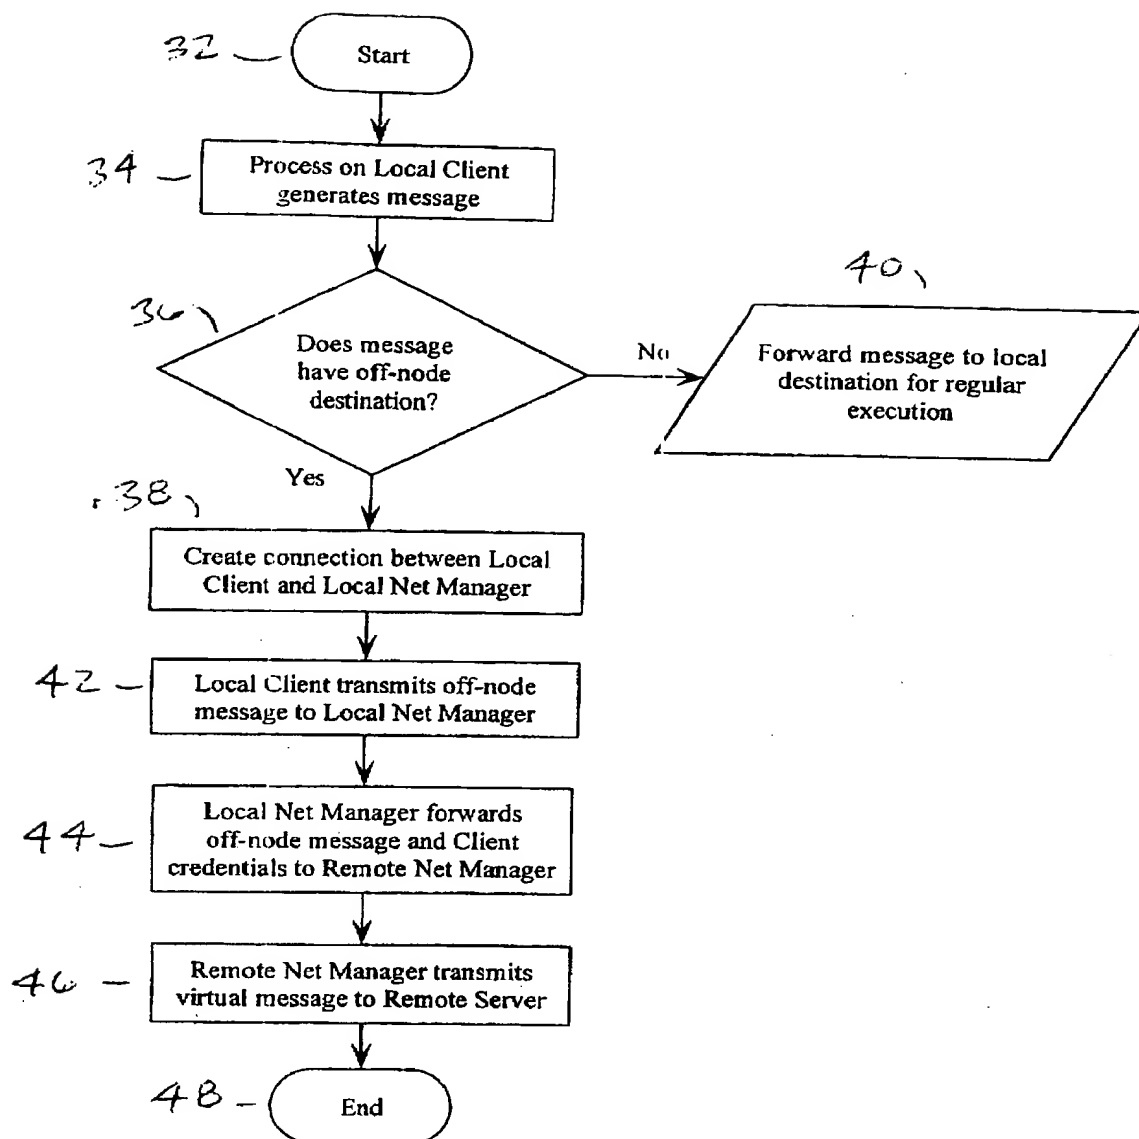 32
Start
34
Process on Local Client
generates message
36
Does message
have off-node
destination?
No
40
Forward message to local
destination for regular
execution
Yes
38
Create connection between Local
Client and Local Net Manager
42
Local Client transmits off-node
message to Local Net Manager
44
Local Net Manager forwards
off-node message and Client
credentials to Remote Net Manager
46
Remote Net Manager transmits
virtual message to Remote Server
48
End